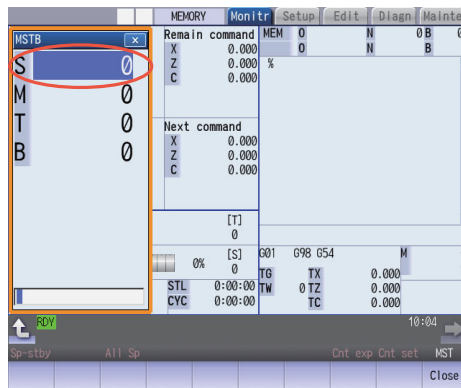 MEMORY Monitr Setup Edit Diagn Mainte
MSTB
S 0
M 0
T 0
B 0
Remain command
X 0.000
Z 0.000
C 0.000
Next command
X 0.000
Z 0.000
C 0.000
[T]
0
0% [S]
0
STL 0:00:00
CYC 0:00:00
MEM O N 0 B 0
O N B
%
G01 G98 G54 M
TG TX 0.000
TW 0 TZ 0.000
TC 0.000
RDY 10:04
Sp-stby All Sp Cnt exp Cnt set MST
Close